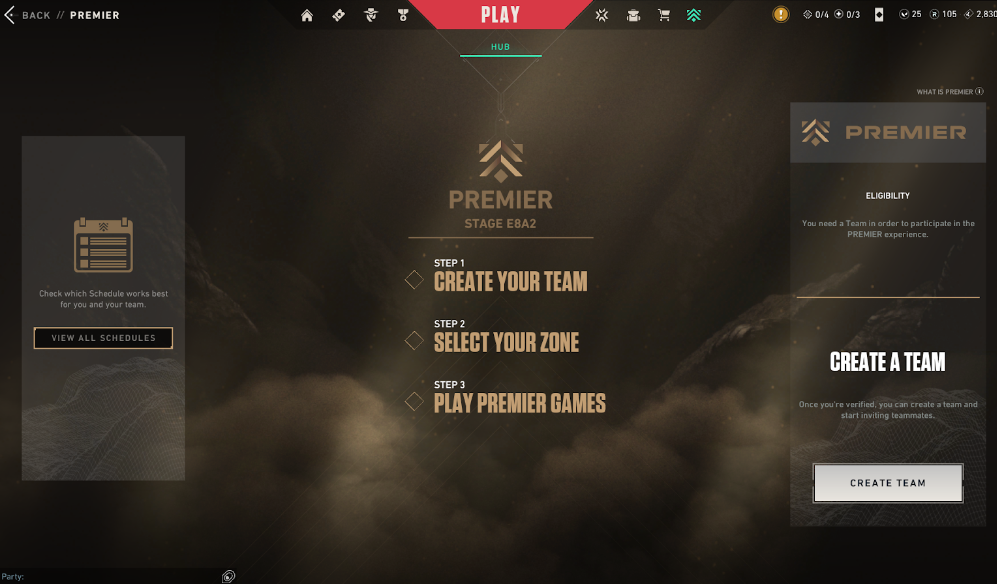 BACK // PREMIER
PLAY
0/4
0/3
25
105
2,830
HUB
WHAT IS PREMIER
PREMIER
ELIGIBILITY
You need a Team in order to participate in the
PREMIER experience.
CREATE A TEAM
Once you're verified, you can create a team and
start inviting teammates.
CREATE TEAM
PREMIER
STAGE E8A2
STEP 1
CREATE YOUR TEAM
STEP 2
SELECT YOUR ZONE
STEP 3
PLAY PREMIER GAMES
Check which Schedule works best
for you and your team.
VIEW ALL SCHEDULES
Party: